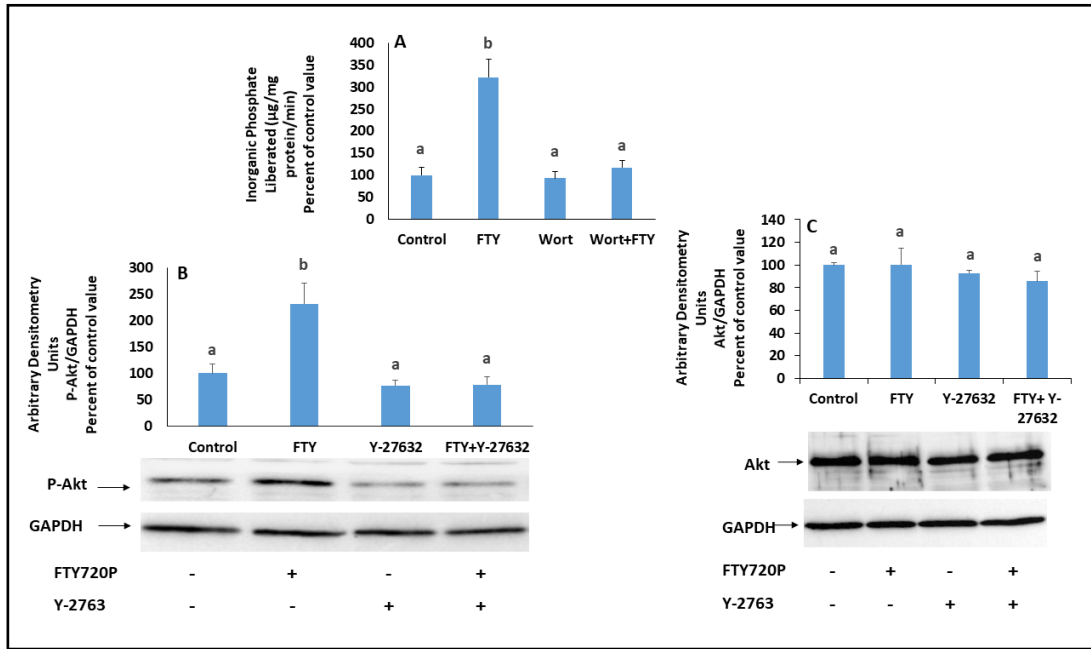 A
400
350
300
250
200
150
100
50
0
Inorganic Phosphate
Liberated (µg/mg
protein/min)
Percent of control value
a
b
a
a
Control FTY Wort Wort+FTY
B
300
250
200
150
100
50
0
Arbitrary Densitometry
Units
P-Akt/GAPDH
Percent of control value
a
b
a
a
Control FTY Y-27632 FTY+Y-27632
P-Akt
GAPDH
FTY720P - + - +
Y-2763 - - + +
C
140
120
100
80
60
40
20
0
Arbitrary Densitometry
Units
Akt/GAPDH
Percent of control value
a
a
a
a
Control FTY Y-27632 FTY+ Y-
27632
Akt
GAPDH
FTY720P - + - +
Y-2763 - - + +